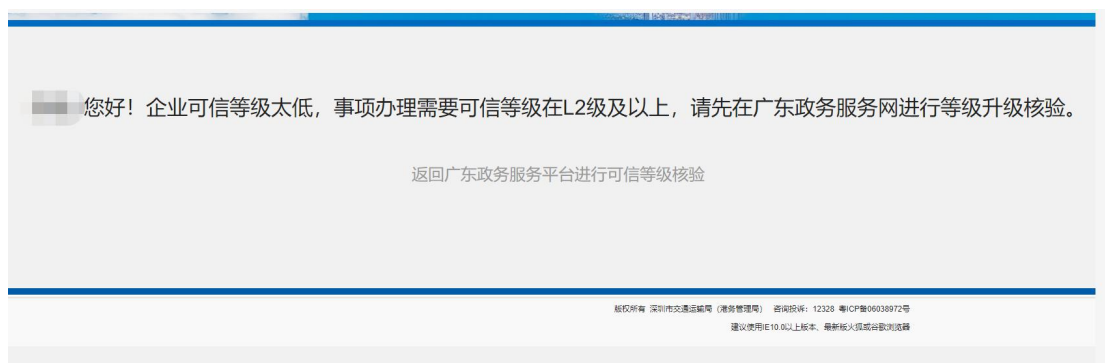 您好！企业可信等级太低，事项办理需要可信等级在L2级及以上，请先在广东政务服务网进行等级升级核验。
返回广东政务服务平台进行可信等级核验
版权所有 深圳市交通运输局（港务管理局） 咨询投诉：12328 粤ICP备06038972号
建议使用IE10.0以上版本、最新版火狐或谷歌浏览器